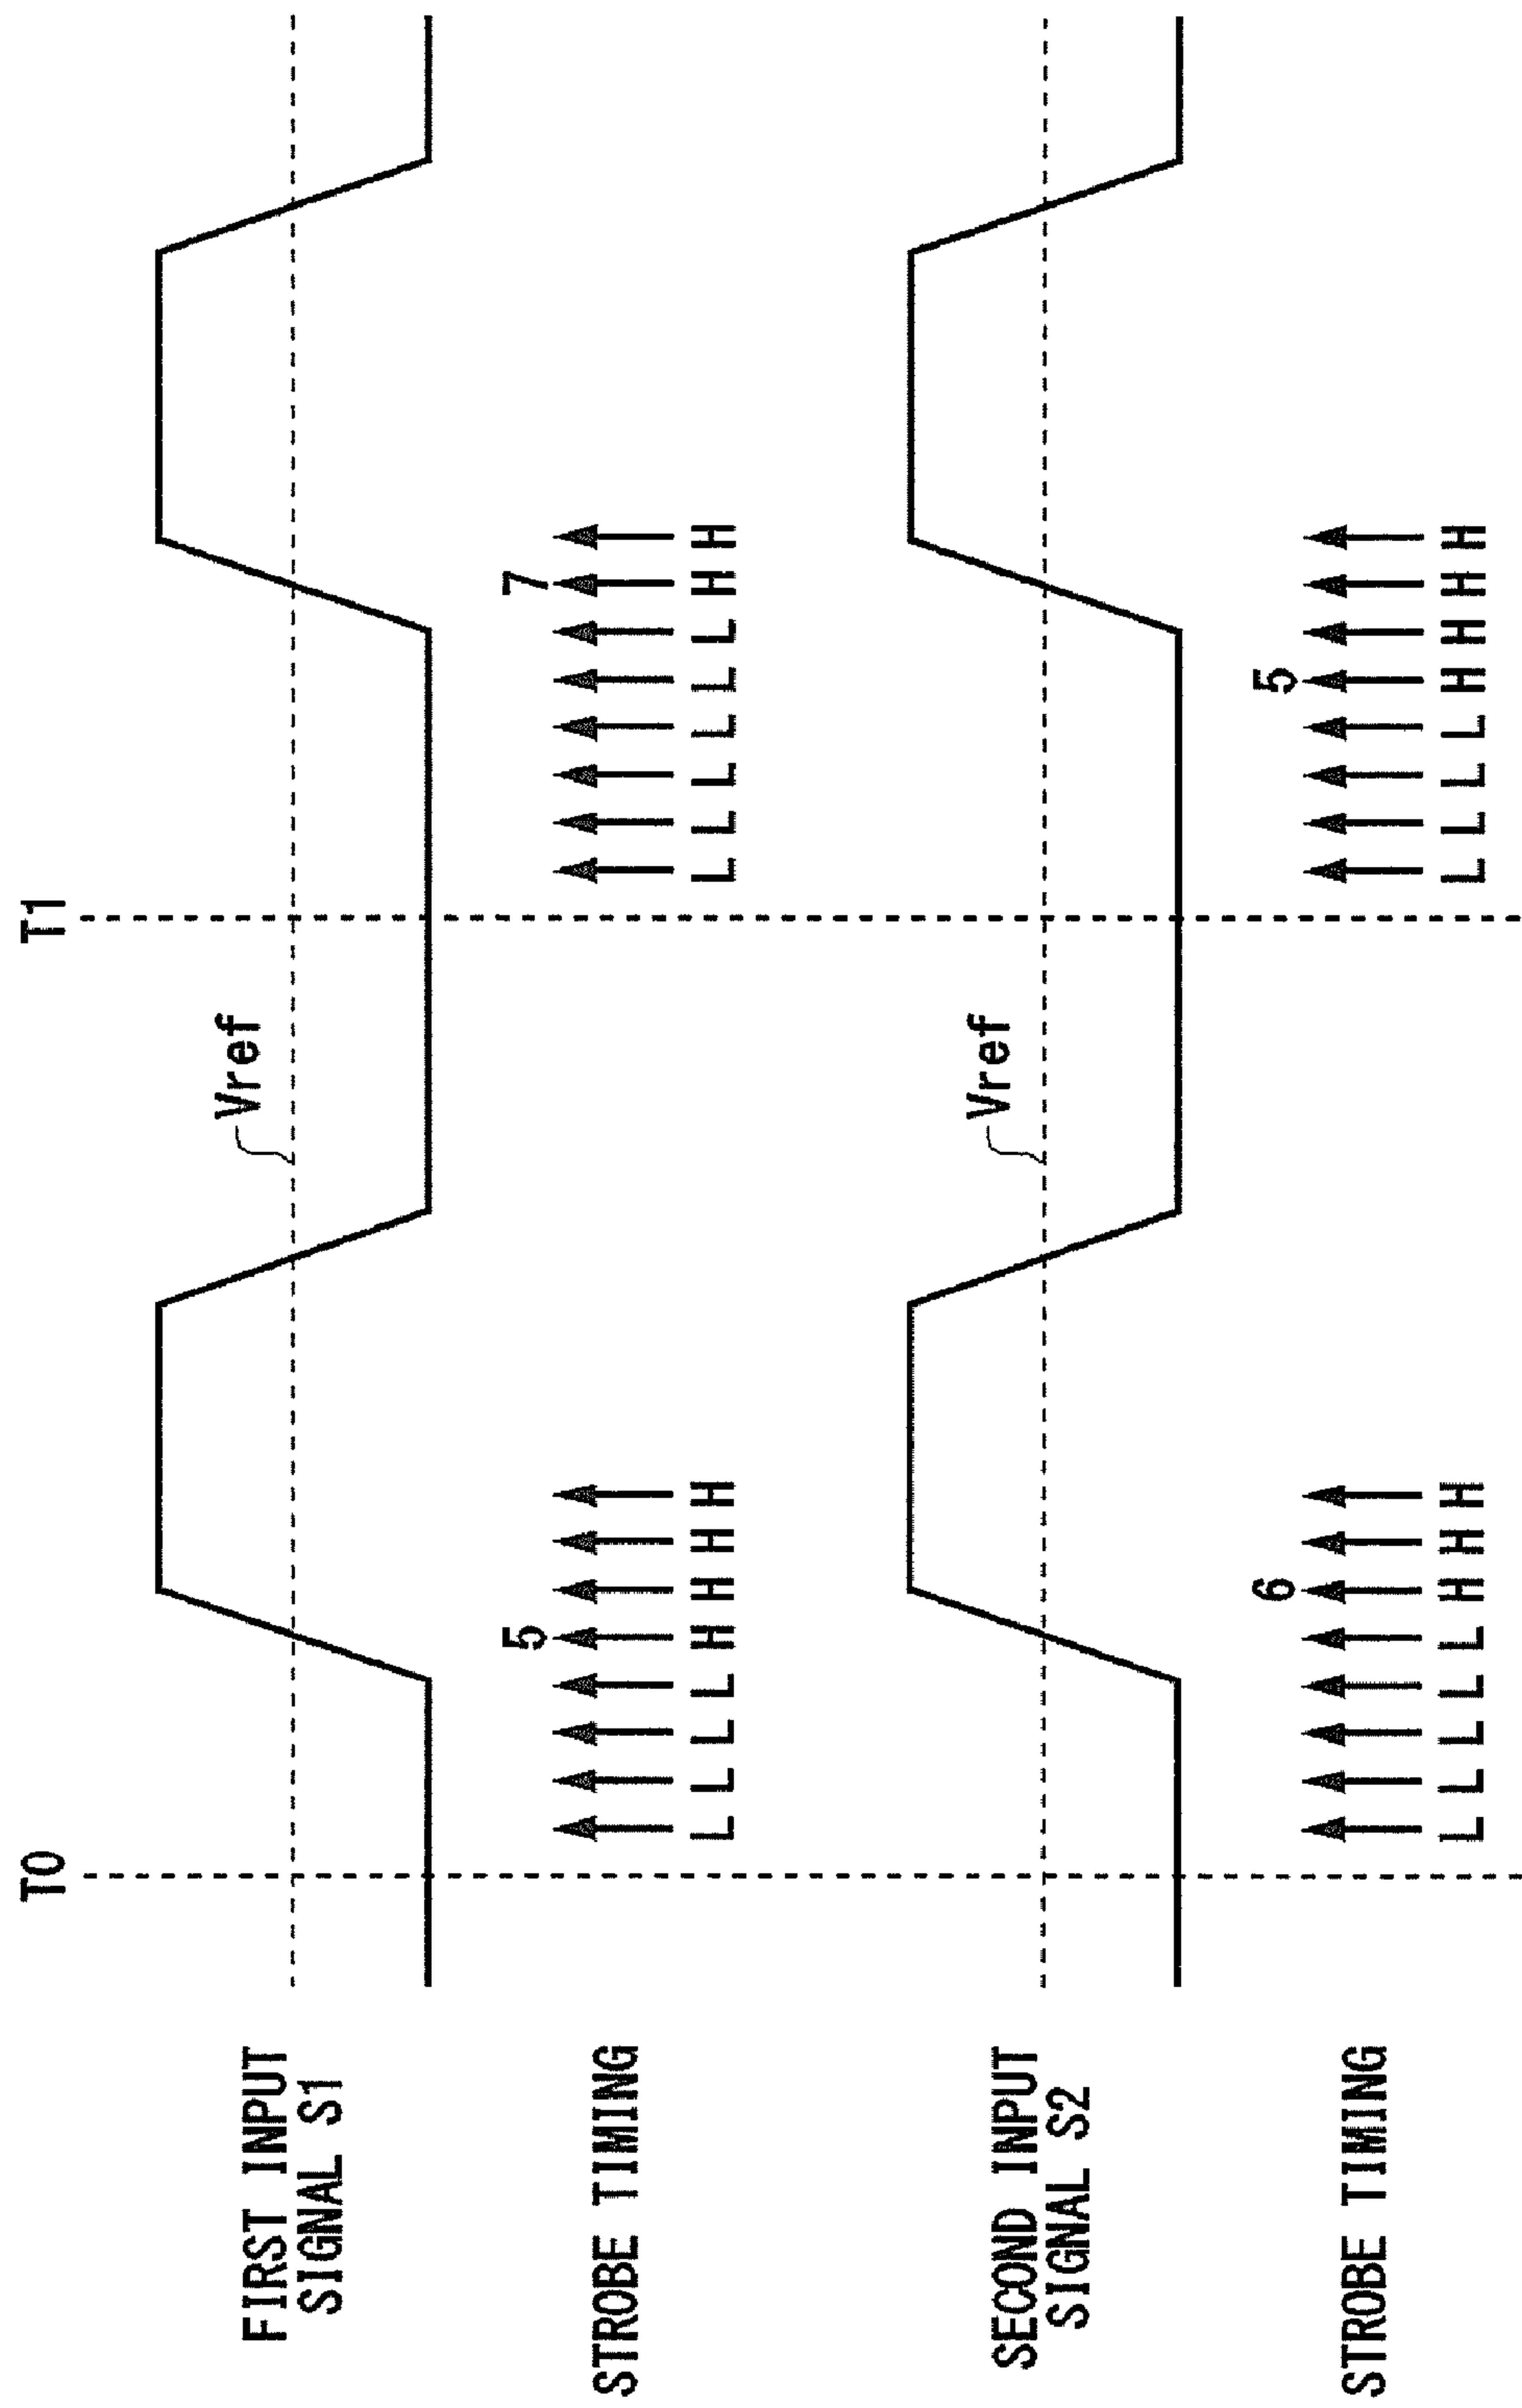 T0 T1
FIRST INPUT
SIGNAL S1
Vref
5 7
STROBE TIMING
L L L L H H H H L L L L L L H H
SECOND INPUT
SIGNAL S2
Vref
6 5
STROBE TIMING
L L L L L H H H L L L L H H H H